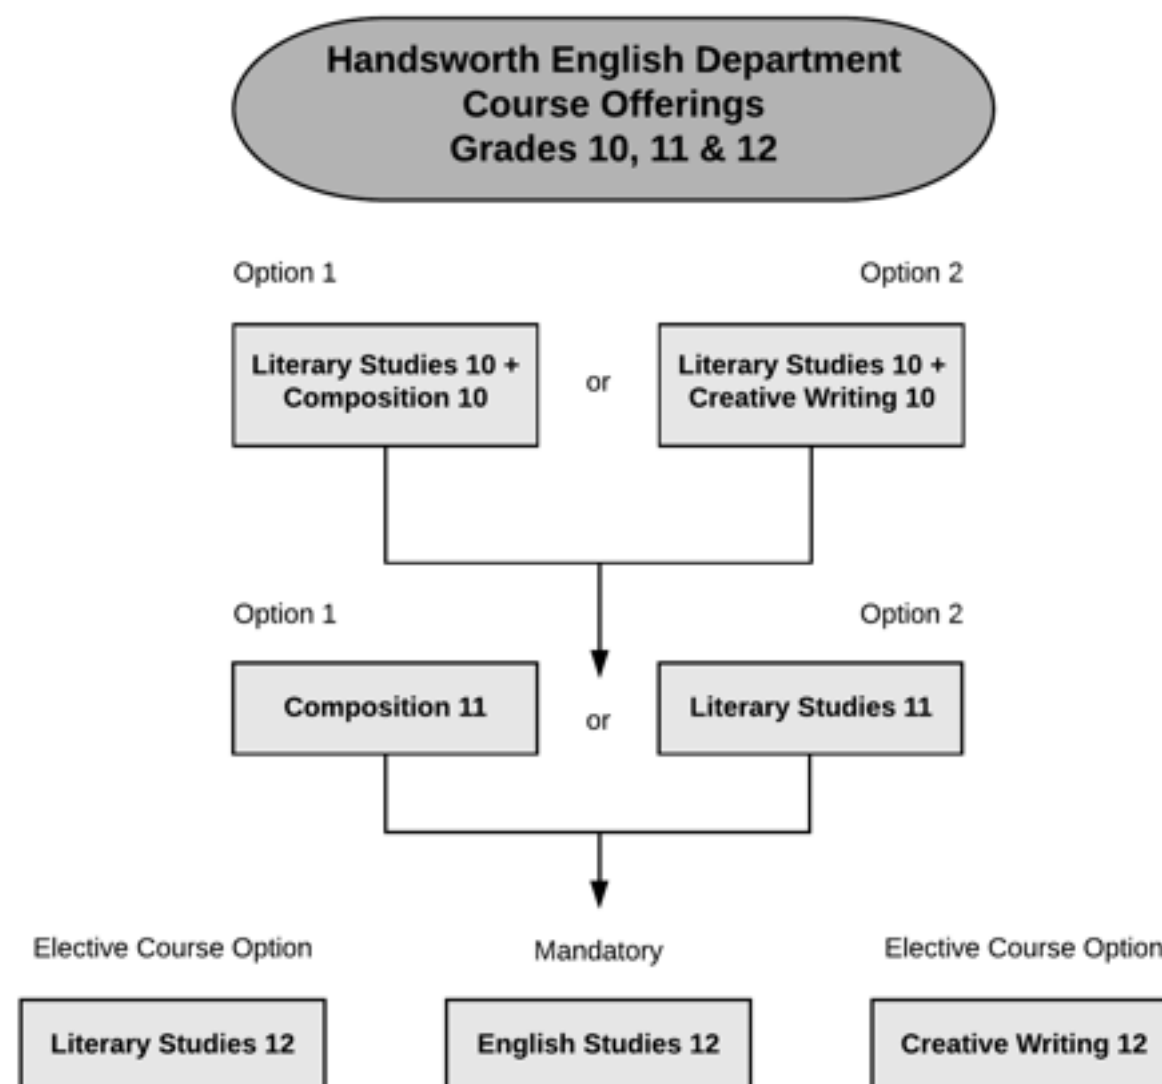 Handsworth English Department
Course Offerings
Grades 10, 11 & 12
Option 1
Option 2
Literary Studies 10 +
Composition 10
or
Literary Studies 10 +
Creative Writing 10
Option 1
Option 2
Composition 11
or
Literary Studies 11
Elective Course Option
Mandatory
Elective Course Option
Literary Studies 12
English Studies 12
Creative Writing 12